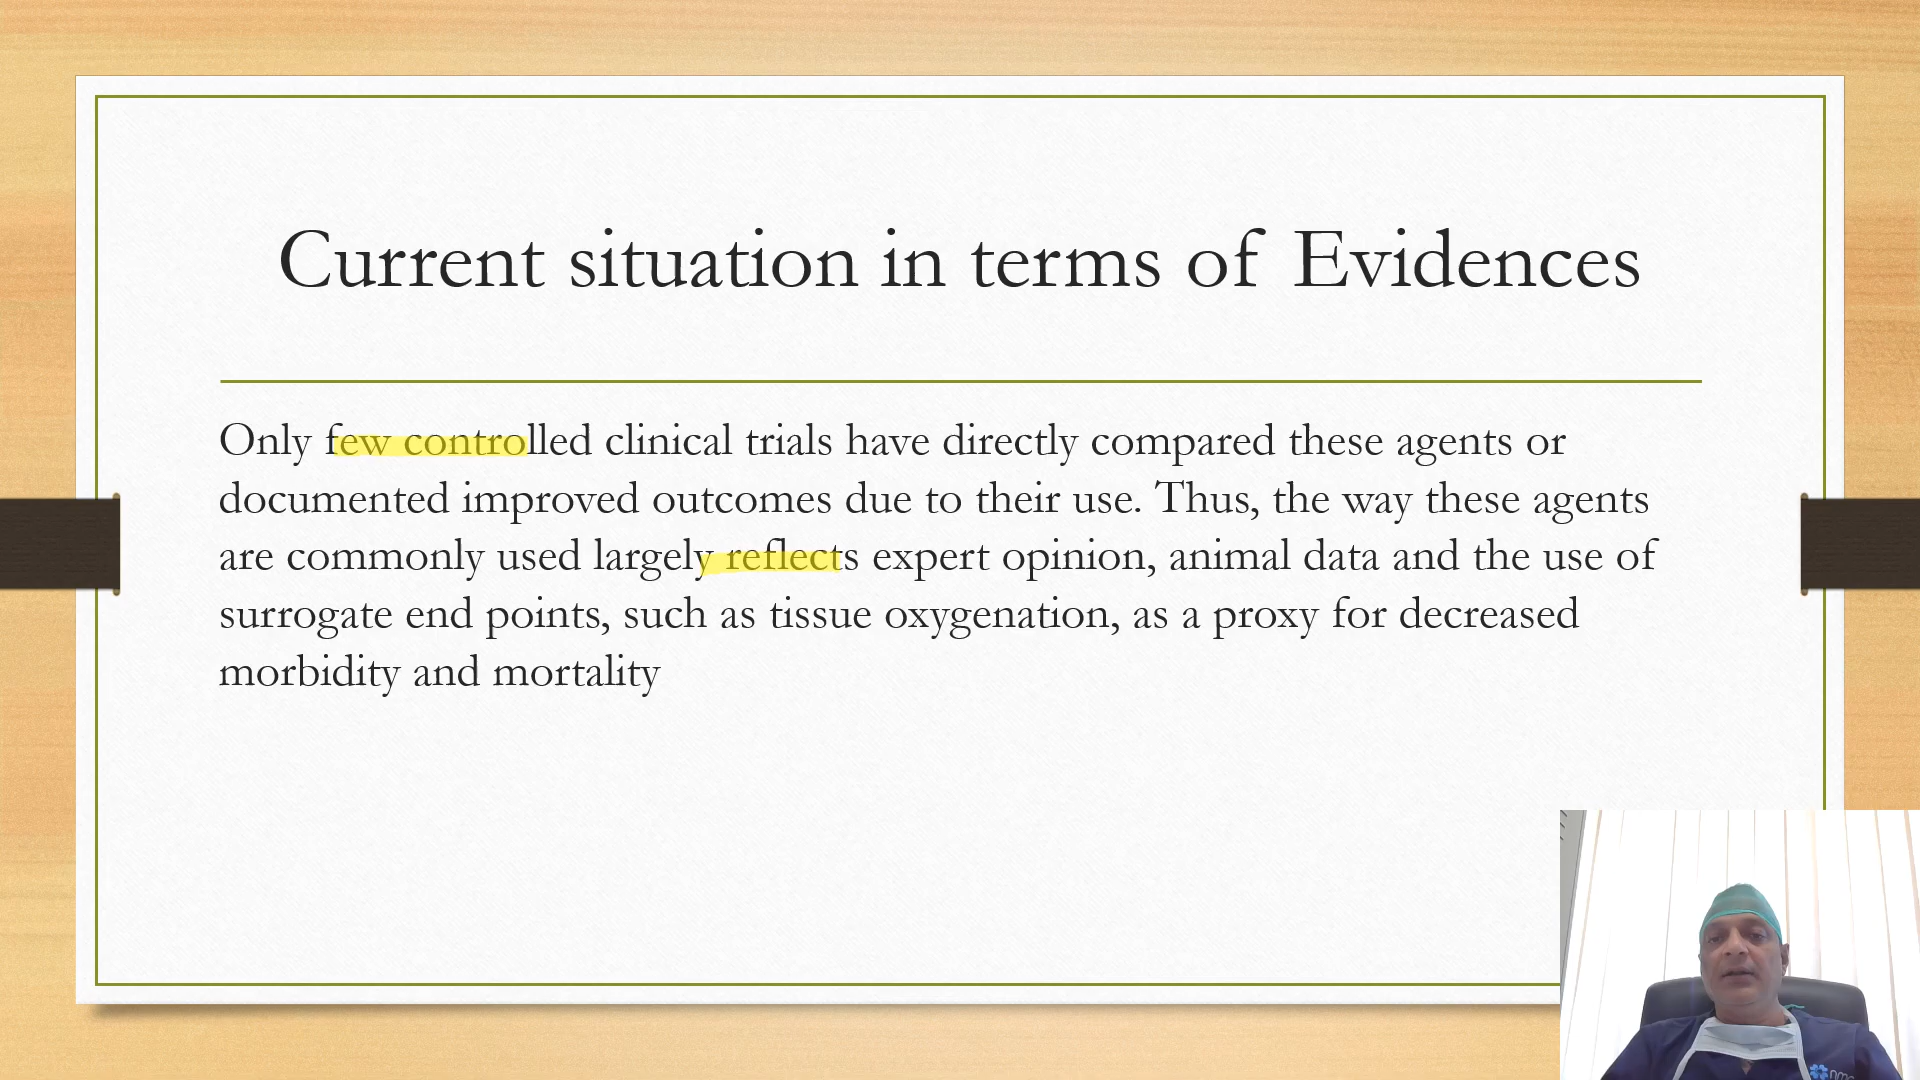 Current situation in terms of Evidences
Only few controlled clinical trials have directly compared these agents or
documented improved outcomes due to their use. Thus, the way these agents
are commonly used largely reflects expert opinion, animal data and the use of
surrogate end points, such as tissue oxygenation, as a proxy for decreased
morbidity and mortality